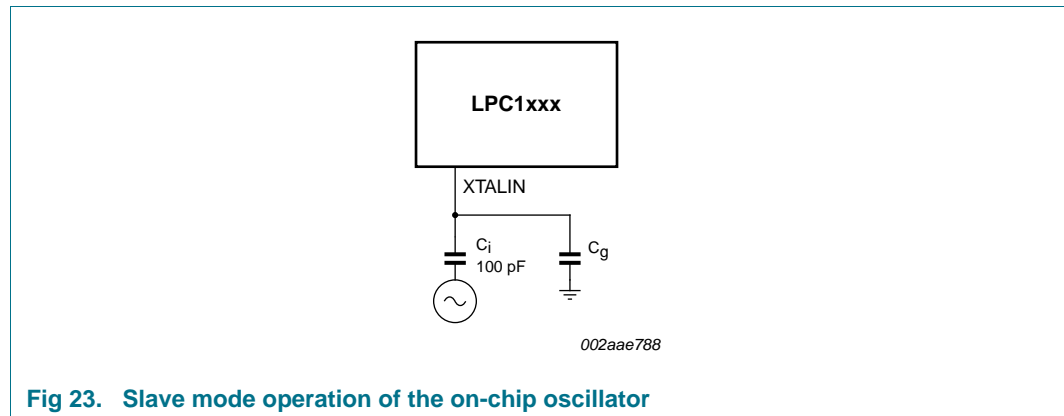 LPC1xxx
XTALIN
Ci
100 pF
Cg
002aae788
Fig 23. Slave mode operation of the on-chip oscillator